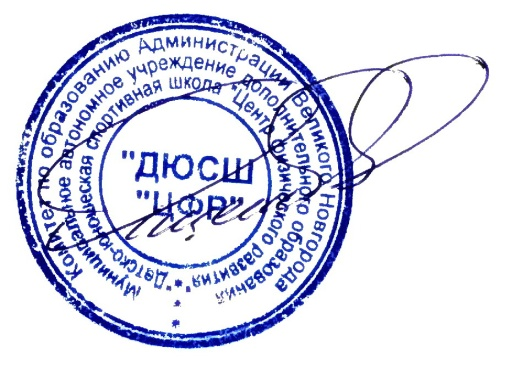 Комитет по образованию Администрации Великого Новгорода
Муниципальное автономное учреждение дополнительного образования
"Детско-юношеская спортивная школа "Центр физического развития"
"ДЮСШ
"ЦФР"